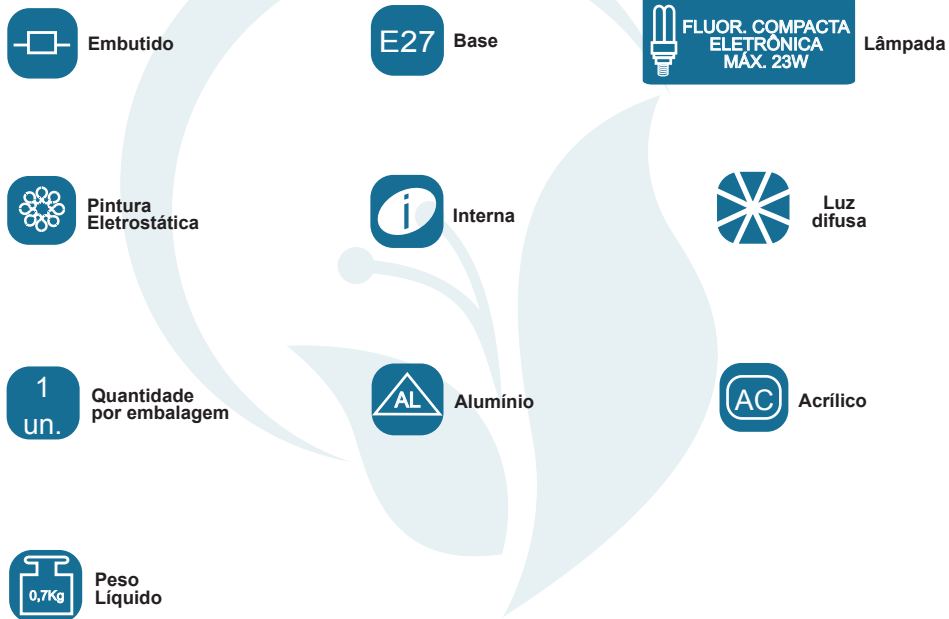 Embutido
E27
Base
FLUOR. COMPACTA
ELETRÔNICA
MÁX. 23W
Lâmpada
Pintura
Eletrostática
i
Interna
Luz
difusa
1
un.
Quantidade
por embalagem
AL
Alumínio
AC
Acrílico
0,7Kg
Peso
Líquido